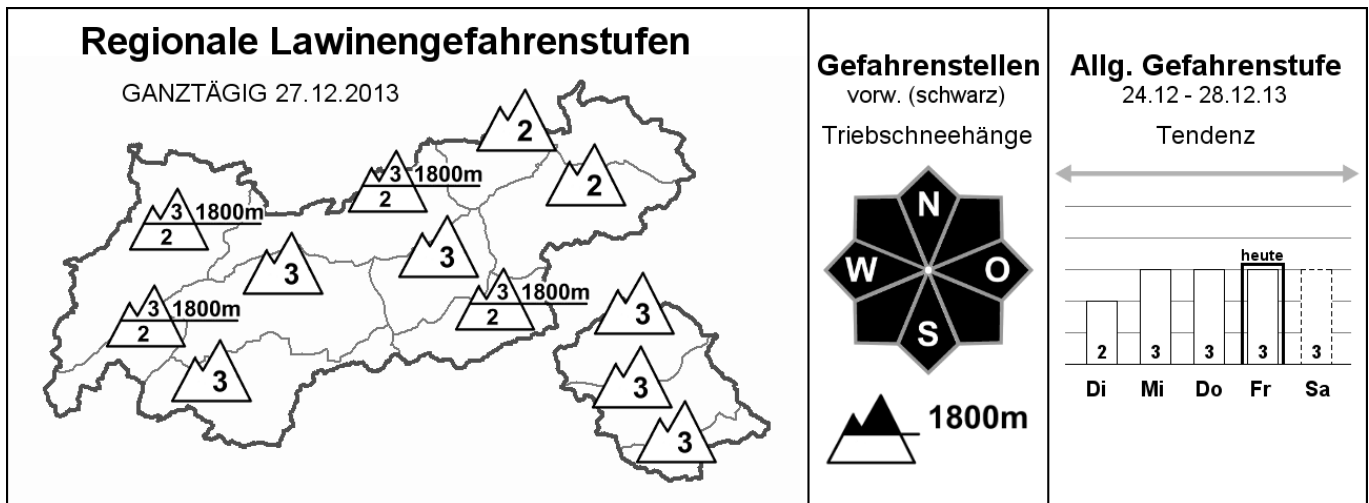 Regionale Lawinengefahrenstufen
GANZTÄGIG 27.12.2013
2
2
3 1800m
2
3 1800m
2
3
3
3 1800m
2
3 1800m
2
3
3
3
3
Gefahrenstellen
vorw. (schwarz)
Triebschneehänge
N
W O
S
1800m
Allg. Gefahrenstufe
24.12 - 28.12.13
Tendenz
heute
2 3 3 3 3
Di Mi Do Fr Sa